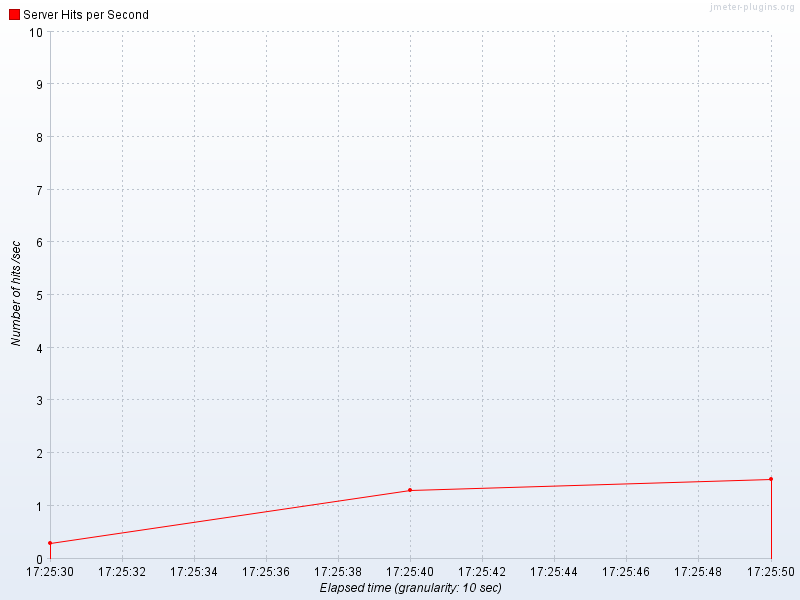 jmeter-plugins.org
Server Hits per Second
10
9
8
7
6
5
4
3
2
1
0
Number of hits /sec
17:25:30 17:25:32 17:25:34 17:25:36 17:25:38 17:25:40 17:25:42 17:25:44 17:25:46 17:25:48 17:25:50
Elapsed time (granularity: 10 sec)